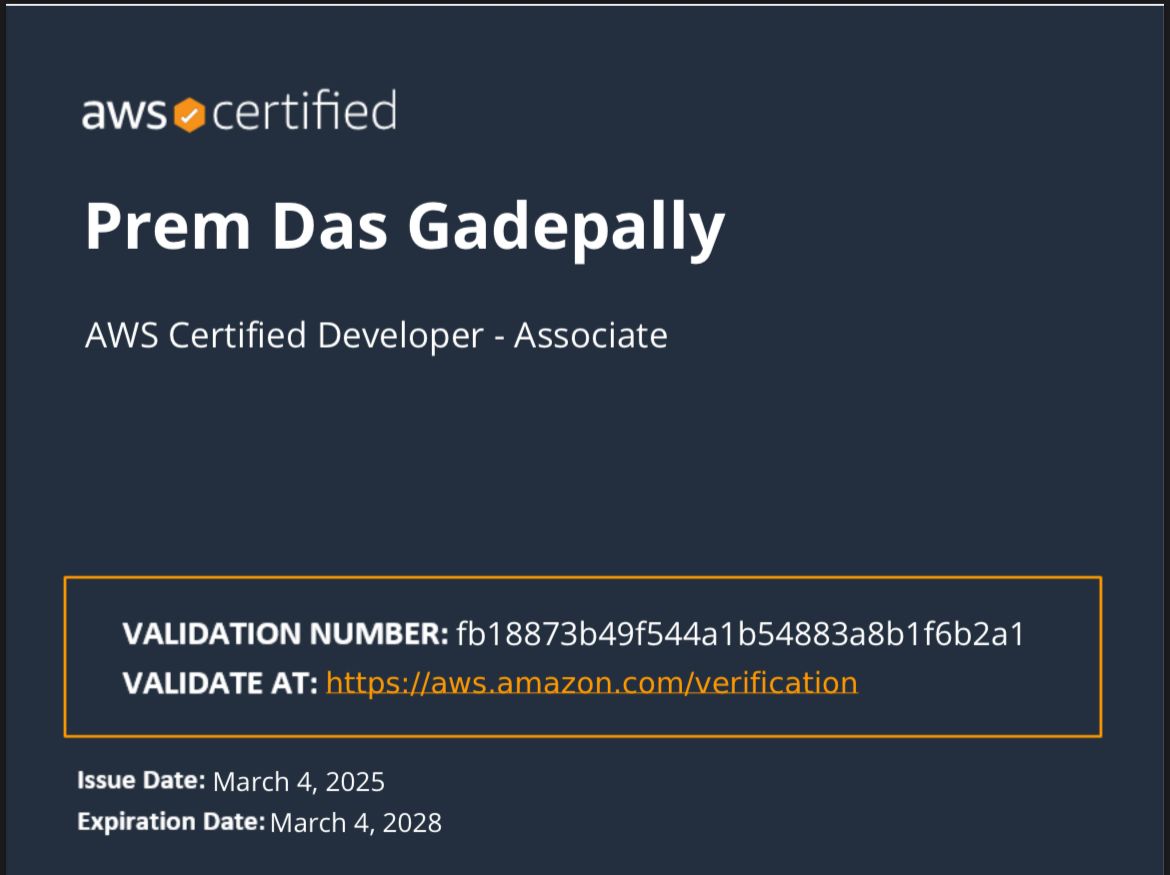 aws certified
Prem Das Gadepally
AWS Certified Developer - Associate
VALIDATION NUMBER: fb18873b49f544a1b54883a8b1f6b2a1
VALIDATE AT: https://aws.amazon.com/verification
Issue Date: March 4, 2025
Expiration Date: March 4, 2028